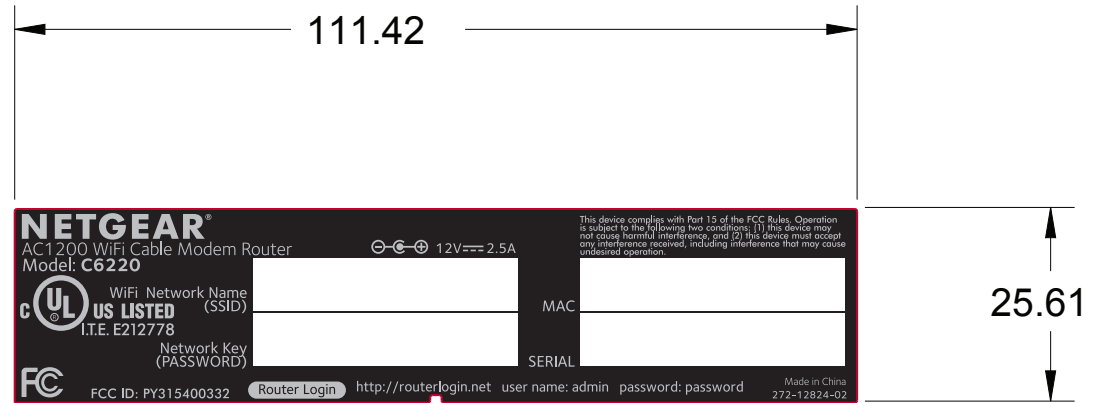 111.42
NETGEAR®
AC1200 WiFi Cable Modem Router
Model: C6220
12V⎓2.5A
This device complies with Part 15 of the FCC Rules. Operation
is subject to the following two conditions: (1) this device may
not cause harmful interference, and (2) this device must accept
any interference received, including interference that may cause
undesired operation.
C UL® US LISTED
I.T.E. E212778
WiFi Network Name
(SSID)
Network Key
(PASSWORD)
MAC
SERIAL
25.61
FC
FCC ID: PY315400332
Router Login http://routerlogin.net user name: admin password: password
Made in China
272-12824-02